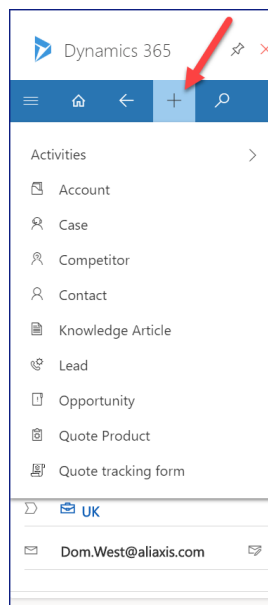 Dynamics 365
Activities
Account
Case
Competitor
Contact
Knowledge Article
Lead
Opportunity
Quote Product
Quote tracking form
UK
Dom.West@aliaxis.com